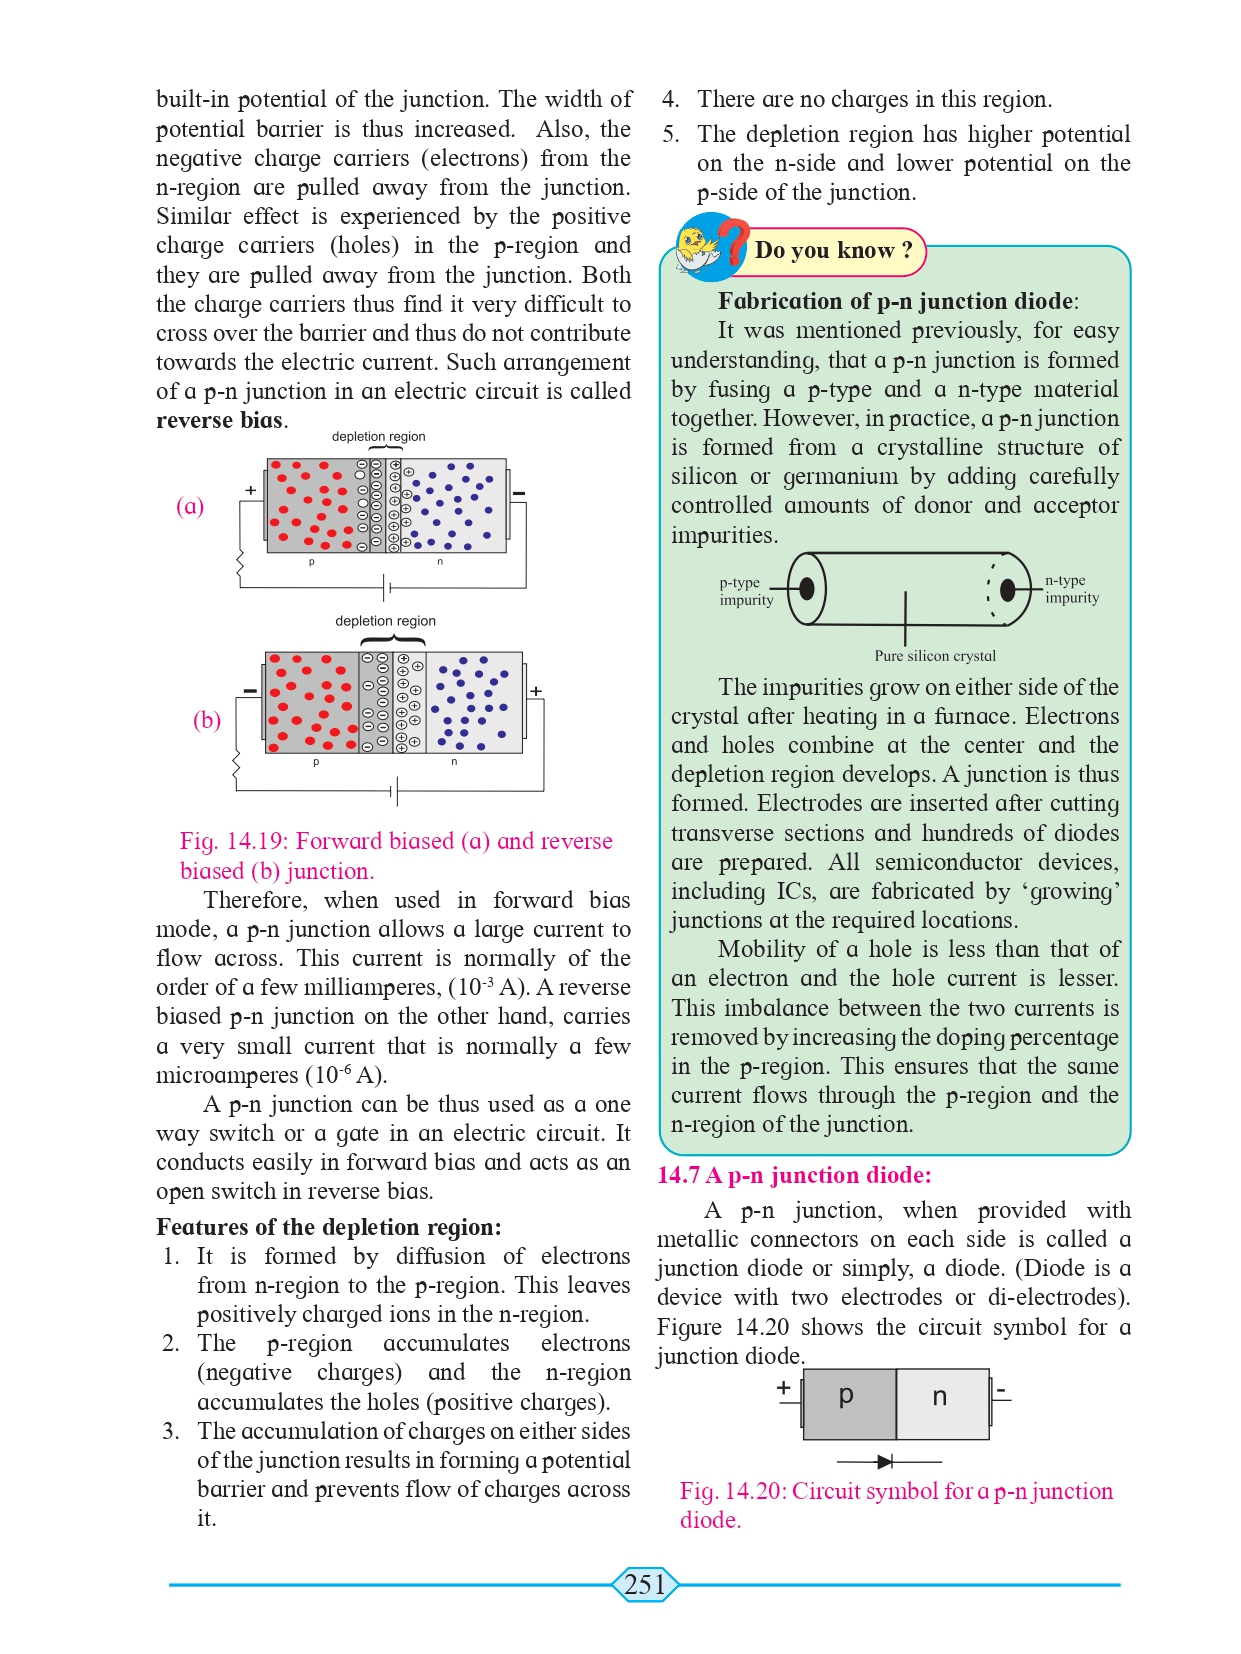 built-in potential of the junction. The width of
potential barrier is thus increased. Also, the
negative charge carriers (electrons) from the
n-region are pulled away from the junction.
Similar effect is experienced by the positive
charge carriers (holes) in the p-region and
they are pulled away from the junction. Both
the charge carriers thus find it very difficult to
cross over the barrier and thus do not contribute
towards the electric current. Such arrangement
of a p-n junction in an electric circuit is called
reverse bias.
depletion region
(a)
+
−
p
n
depletion region
(b)
−
+
p
n
Fig. 14.19: Forward biased (a) and reverse
biased (b) junction.
Therefore, when used in forward bias
mode, a p-n junction allows a large current to
flow across. This current is normally of the
order of a few milliamperes, (10⁻³ A). A reverse
biased p-n junction on the other hand, carries
a very small current that is normally a few
microamperes (10⁻⁶ A).
A p-n junction can be thus used as a one
way switch or a gate in an electric circuit. It
conducts easily in forward bias and acts as an
open switch in reverse bias.
Features of the depletion region:
1. It is formed by diffusion of electrons
from n-region to the p-region. This leaves
positively charged ions in the n-region.
2. The p-region accumulates electrons
(negative charges) and the n-region
accumulates the holes (positive charges).
3. The accumulation of charges on either sides
of the junction results in forming a potential
barrier and prevents flow of charges across
it.
4. There are no charges in this region.
5. The depletion region has higher potential
on the n-side and lower potential on the
p-side of the junction.
Do you know ?
Fabrication of p-n junction diode:
It was mentioned previously, for easy
understanding, that a p-n junction is formed
by fusing a p-type and a n-type material
together. However, in practice, a p-n junction
is formed from a crystalline structure of
silicon or germanium by adding carefully
controlled amounts of donor and acceptor
impurities.
p-type
impurity
n-type
impurity
Pure silicon crystal
The impurities grow on either side of the
crystal after heating in a furnace. Electrons
and holes combine at the center and the
depletion region develops. A junction is thus
formed. Electrodes are inserted after cutting
transverse sections and hundreds of diodes
are prepared. All semiconductor devices,
including ICs, are fabricated by ‘growing’
junctions at the required locations.
Mobility of a hole is less than that of
an electron and the hole current is lesser.
This imbalance between the two currents is
removed by increasing the doping percentage
in the p-region. This ensures that the same
current flows through the p-region and the
n-region of the junction.
14.7 A p-n junction diode:
A p-n junction, when provided with
metallic connectors on each side is called a
junction diode or simply, a diode. (Diode is a
device with two electrodes or di-electrodes).
Figure 14.20 shows the circuit symbol for a
junction diode.
+
p
n
-
Fig. 14.20: Circuit symbol for a p-n junction
diode.
251